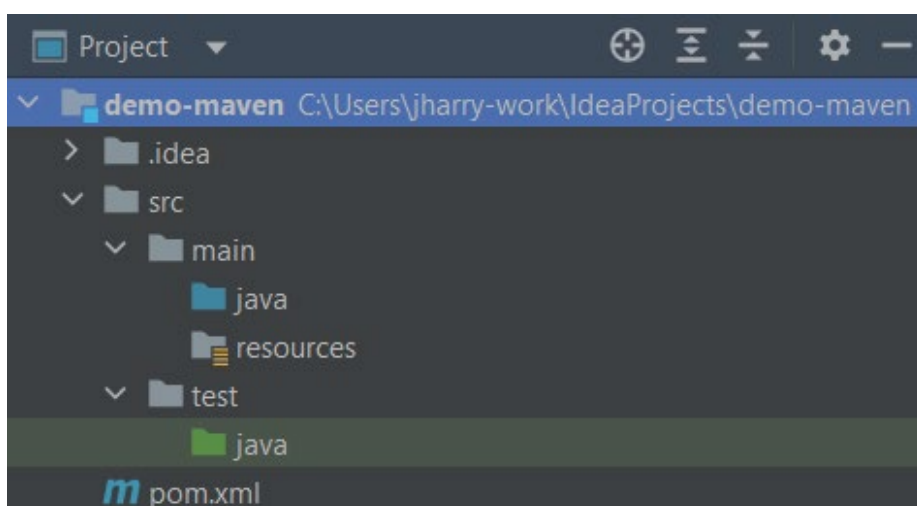 Project
demo-maven C:\Users\jharry-work\IdeaProjects\demo-maven
.idea
src
main
java
resources
test
java
pom.xml